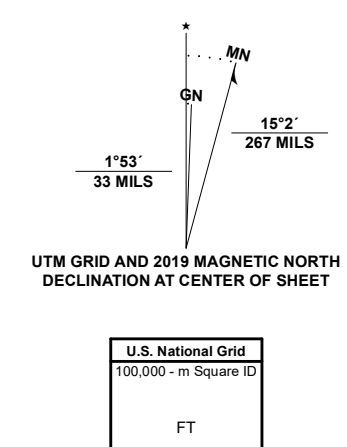 MN
GN
15°2´
267 MILS
1°53´
33 MILS
UTM GRID AND 2019 MAGNETIC NORTH
DECLINATION AT CENTER OF SHEET
U.S. National Grid
100,000 - m Square ID
FT